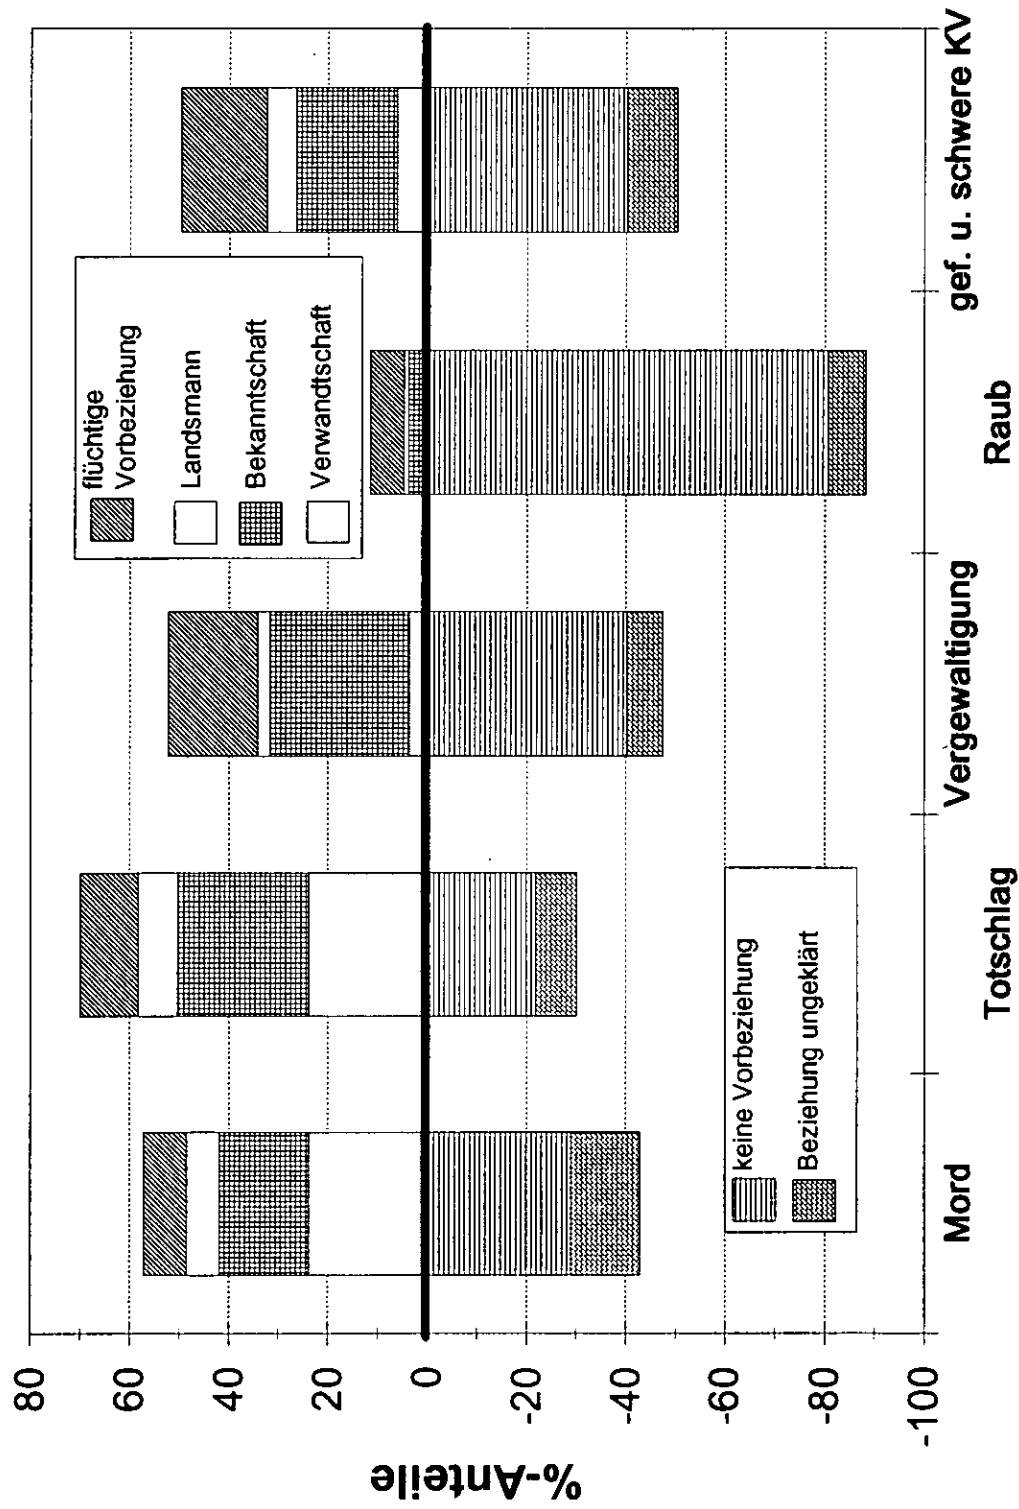 %-Anteile
80
60
40
20
0
-20
-40
-60
-80
-100
flüchtige
Vorbeziehung
Landsmann
Bekanntschaft
Verwandtschaft
keine Vorbeziehung
Beziehung ungeklärt
Mord
Totschlag
Vergewaltigung
Raub
gef. u. schwere KV